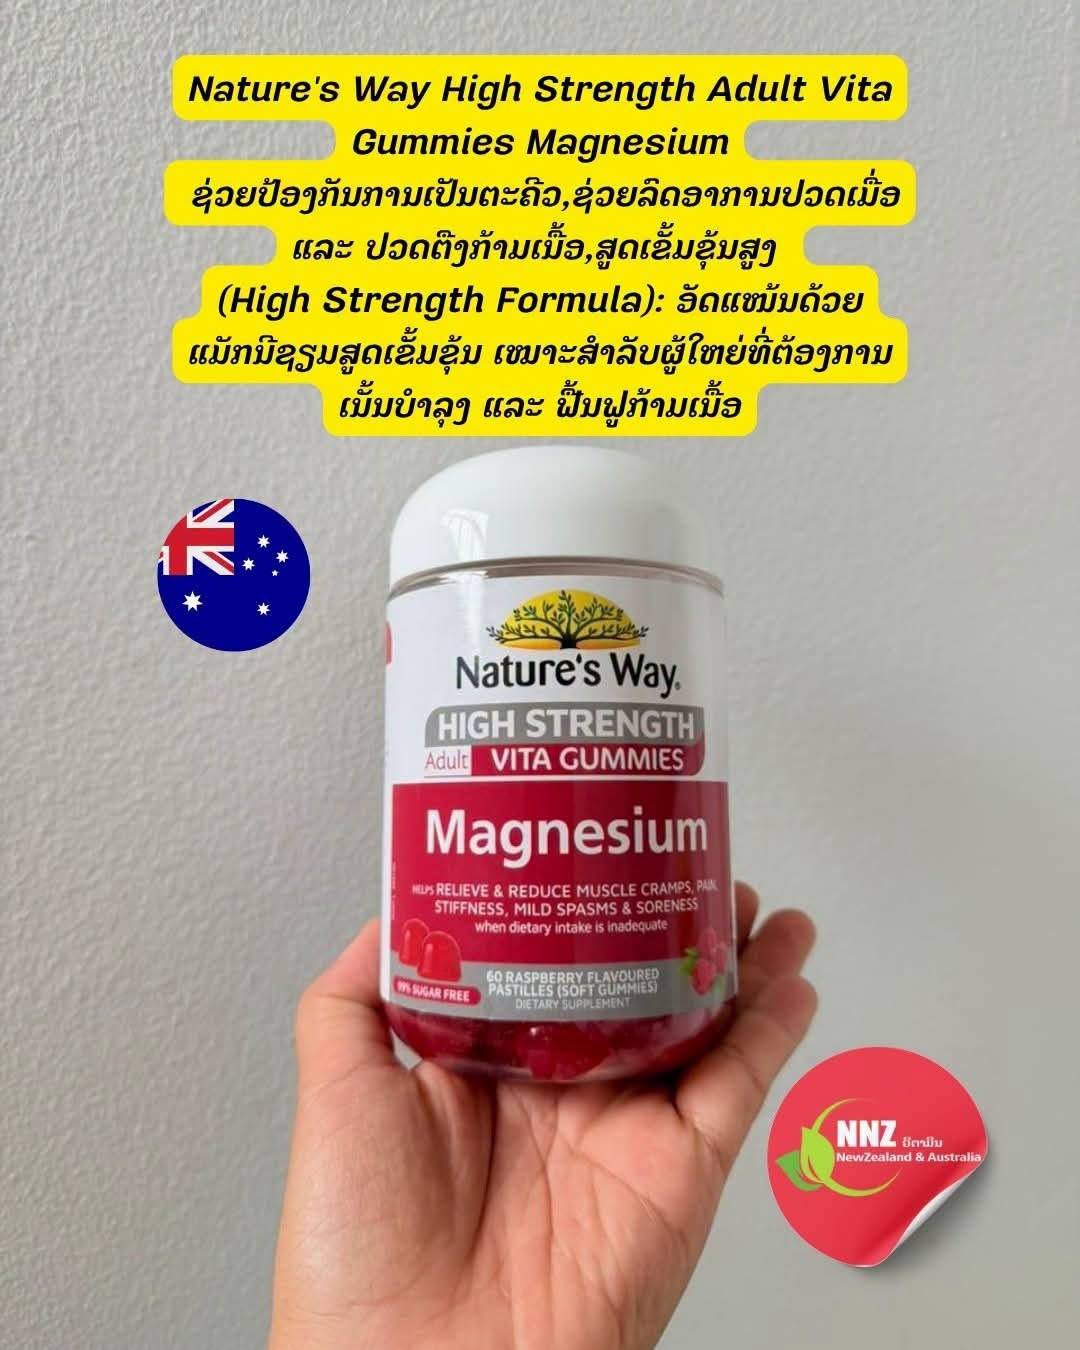 Nature's Way High Strength Adult Vita
Gummies Magnesium
ຊ່ວຍປ້ອງກັນການເປັນຕະຄີວ,ຊ່ວຍລົດອາການປວດເມື່ອ
ແລະ ປວດຕຶງກ້າມເນື້ອ,ສູດເຂັ້ມຂຸ້ນສູງ
(High Strength Formula): ອັດແໜ້ນດ້ວຍ
ແມັກນີຊຽມສູດເຂັ້ມຂຸ້ນ ເໝາະສຳລັບຜູ້ໃຫຍ່ທີ່ຕ້ອງການ
ເນັ້ນບຳລຸງ ແລະ ຟື້ນຟູກ້າມເນື້ອ
Nature's Way
HIGH STRENGTH
Adult VITA GUMMIES
Magnesium
HELPS RELIEVE & REDUCE MUSCLE CRAMPS, PAIN,
STIFFNESS, MILD SPASMS & SORENESS
when dietary intake is inadequate
99% SUGAR FREE
60 RASPBERRY FLAVOURED
PASTILLES (SOFT GUMMIES)
DIETARY SUPPLEMENT
NNZ ວິຕາມິນ
NewZealand & Australia